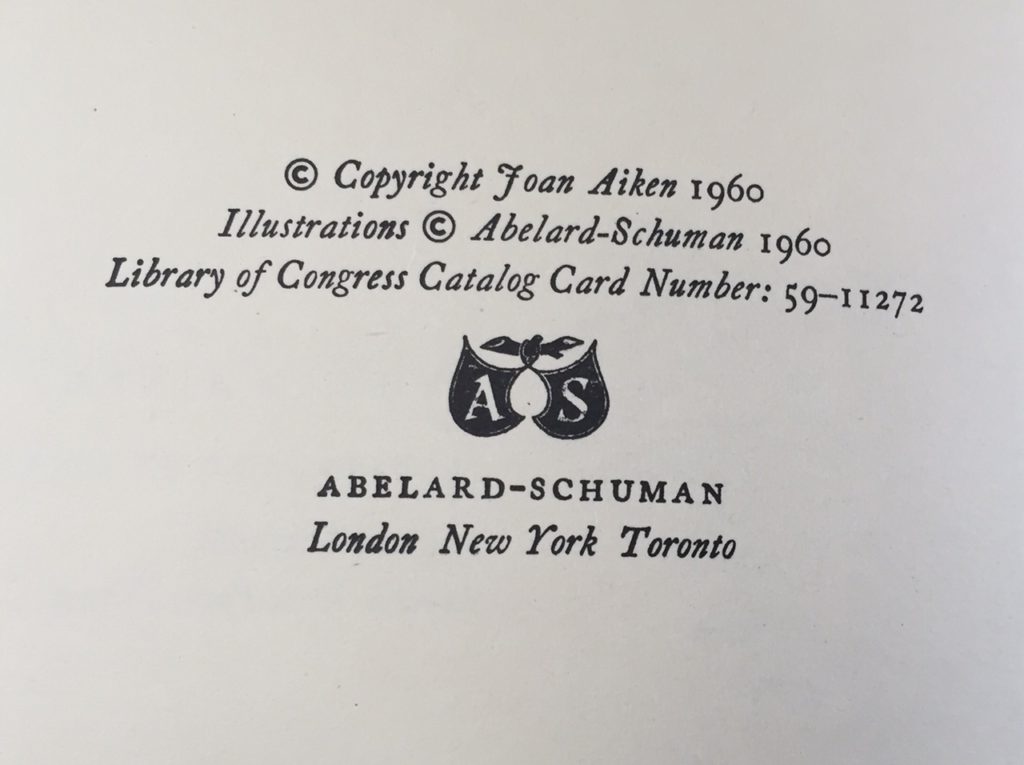 © Copyright Joan Aiken 1960
Illustrations © Abelard-Schuman 1960
Library of Congress Catalog Card Number: 59–11272
A S
ABELARD-SCHUMAN
London New York Toronto